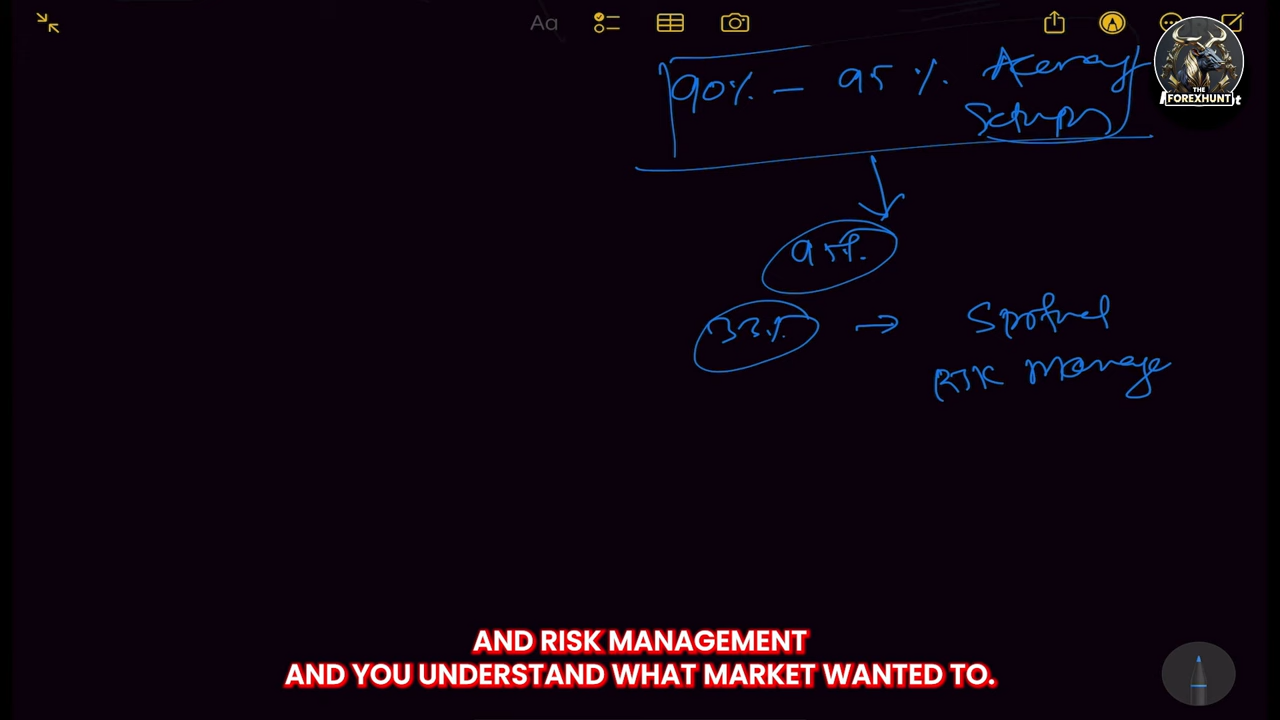 Aa
90% – 95 %. Accuracy
Setups
95%.
33%. → 
RISK Manage
THE
FOREXHUNT
AND RISK MANAGEMENT
AND YOU UNDERSTAND WHAT MARKET WANTED TO.